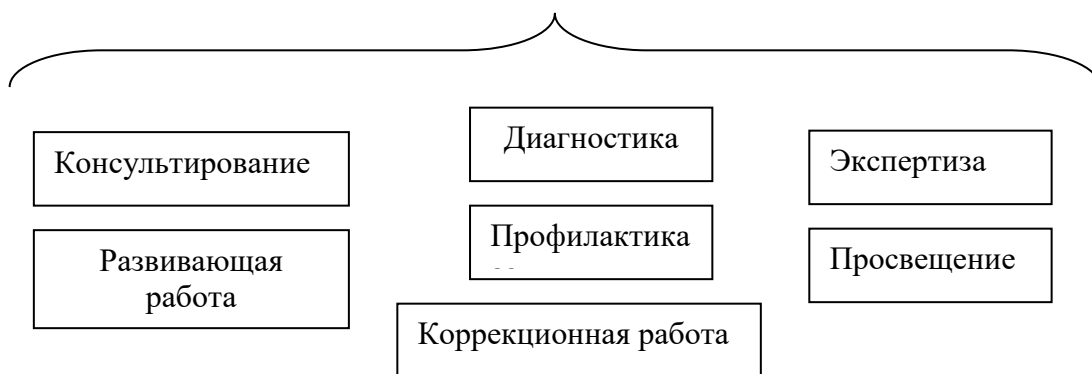 Диагностика
Консультирование
Экспертиза
Профилактика
Развивающая
работа
Просвещение
Коррекционная работа